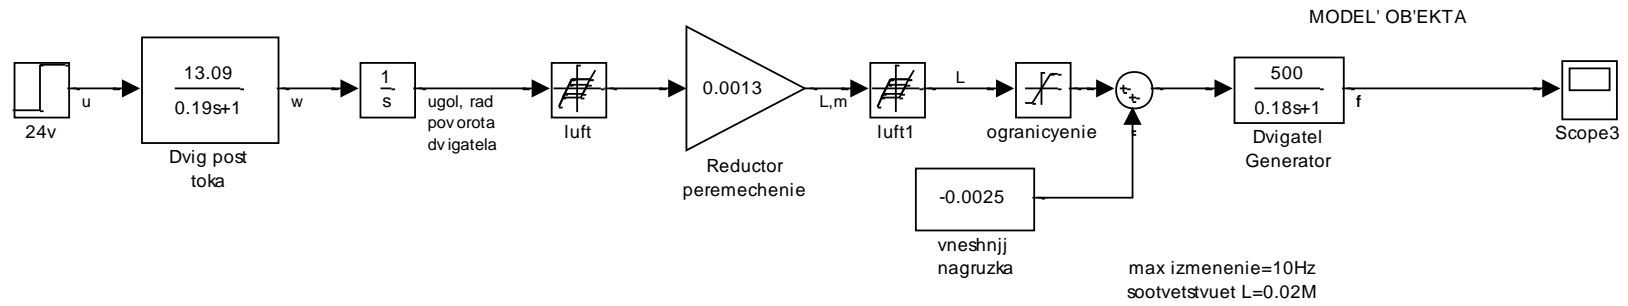 MODEL' OB'EKTA
13.09
0.19s+1
1
s
0.0013
500
0.18s+1
u
w
ugol, rad
povorota
dvigatela
L,m
L
f
24v
Dvig post
toka
luft
Reductor
peremechenie
luft1
ogranicyenie
Dvigatel
Generator
Scope3
-0.0025
vneshnjj
nagruzka
max izmenenie=10Hz
sootvetstvuet L=0.02M